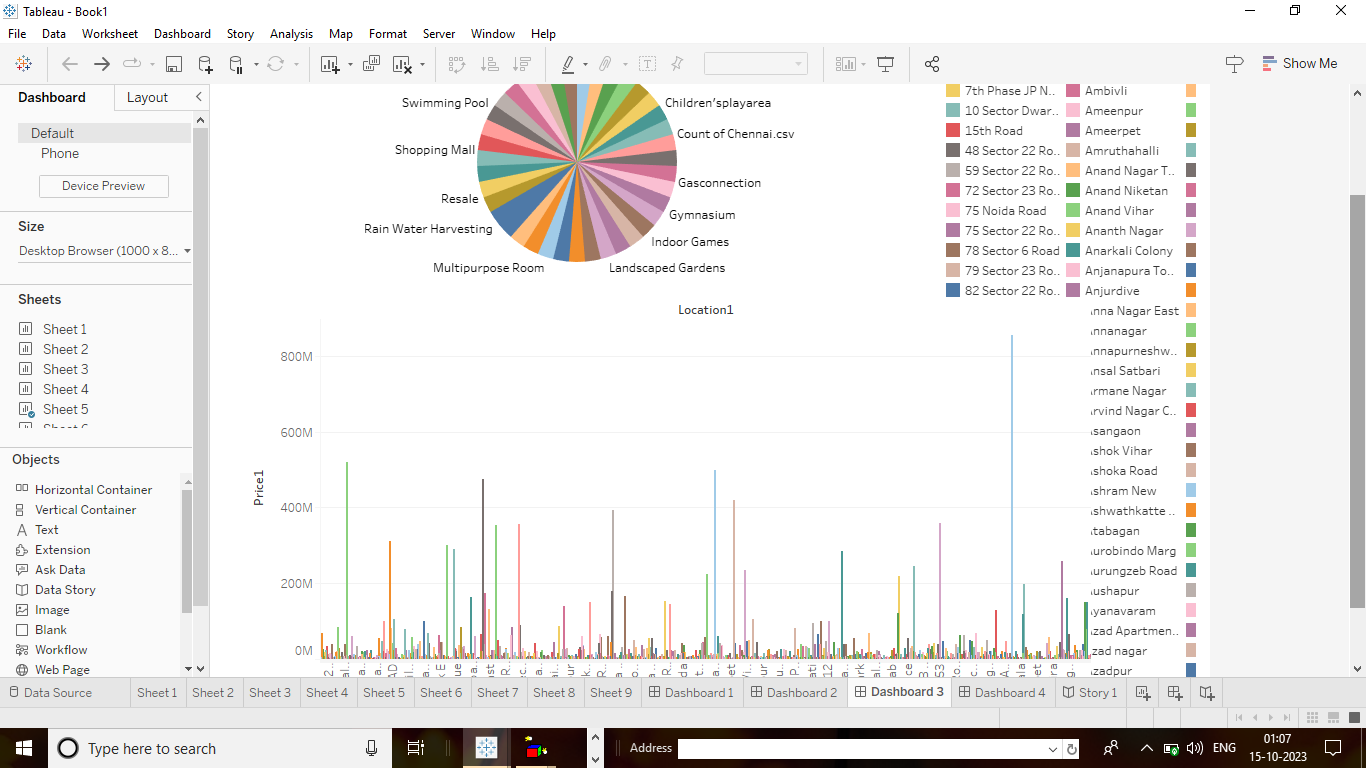 Tableau - Book1
File Data Worksheet Dashboard Story Analysis Map Format Server Window Help
Show Me
Dashboard Layout
Default
Phone
Device Preview
Size
Desktop Browser (1000 x 8...
Sheets
Sheet 1
Sheet 2
Sheet 3
Sheet 4
Sheet 5
Objects
Horizontal Container
Vertical Container
Text
Extension
Ask Data
Data Story
Image
Blank
Workflow
Web Page
Swimming Pool
Shopping Mall
Resale
Rain Water Harvesting
Multipurpose Room
Children'splayarea
Count of Chennai.csv
Gasconnection
Gymnasium
Indoor Games
Landscaped Gardens
7th Phase JP N..
10 Sector Dwar..
15th Road
48 Sector 22 Ro..
59 Sector 22 Ro..
72 Sector 23 Ro..
75 Noida Road
75 Sector 22 Ro..
78 Sector 6 Road
79 Sector 23 Ro..
82 Sector 22 Ro..
Ambivli
Ameenpur
Ameerpet
Amruthahalli
Anand Nagar T..
Anand Niketan
Anand Vihar
Ananth Nagar
Anarkali Colony
Anjanapura To..
Anjurdive
Anna Nagar East
Annanagar
Annapurneshw..
Ansal Satbari
Armane Nagar
Arvind Nagar C..
Asangaon
Ashok Vihar
Ashoka Road
Ashram New
Ashwathkatte ..
Atabagan
Aurobindo Marg
Aurungzeb Road
Aushapur
Ayanavaram
Azad Apartmen..
Azad nagar
Azadpur
Location1
Price1
800M
600M
400M
200M
0M
Data Source Sheet 1 Sheet 2 Sheet 3 Sheet 4 Sheet 5 Sheet 6 Sheet 7 Sheet 8 Sheet 9 Dashboard 1 Dashboard 2 Dashboard 3 Dashboard 4 Story 1
Type here to search
Address
ENG
01:07
15-10-2023